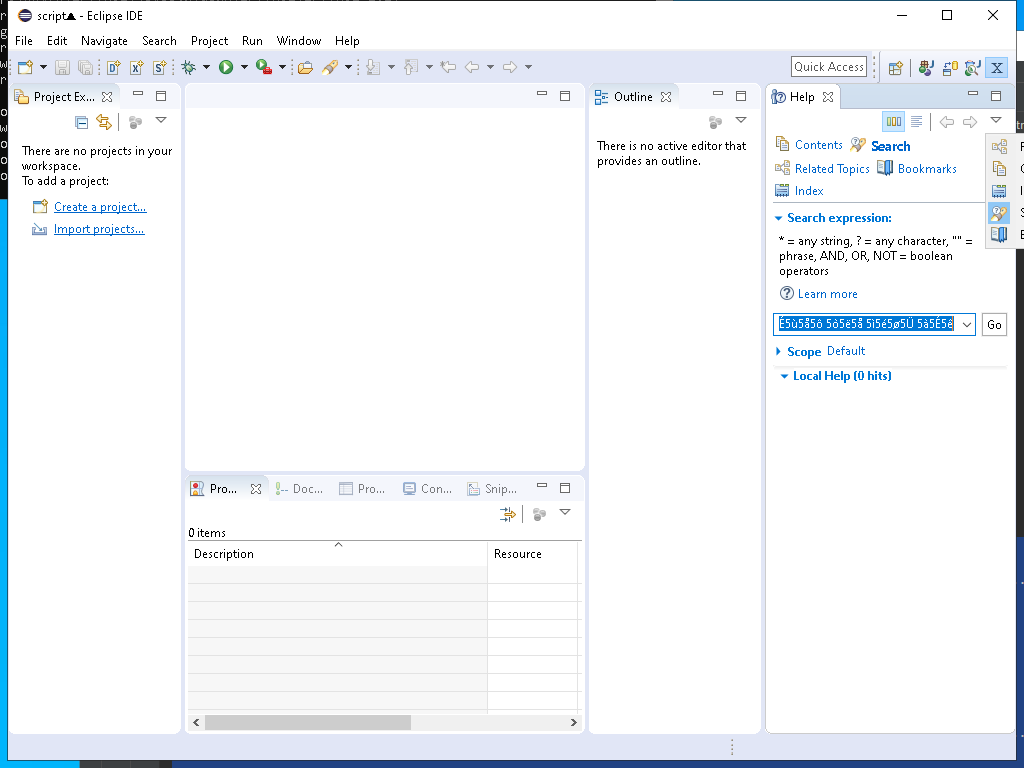 script▲ - Eclipse IDE
File Edit Navigate Search Project Run Window Help
Quick Access
Project Ex...
Outline
Help
There are no projects in your
workspace.
To add a project:
Create a project...
Import projects...
There is no active editor that
provides an outline.
Contents Search
Related Topics Bookmarks
Index
Search expression:
* = any string, ? = any character, "" =
phrase, AND, OR, NOT = boolean
operators
Learn more
Go
Scope Default
Local Help (0 hits)
Pro... Doc... Pro... Con... Snip...
0 items
Description Resource